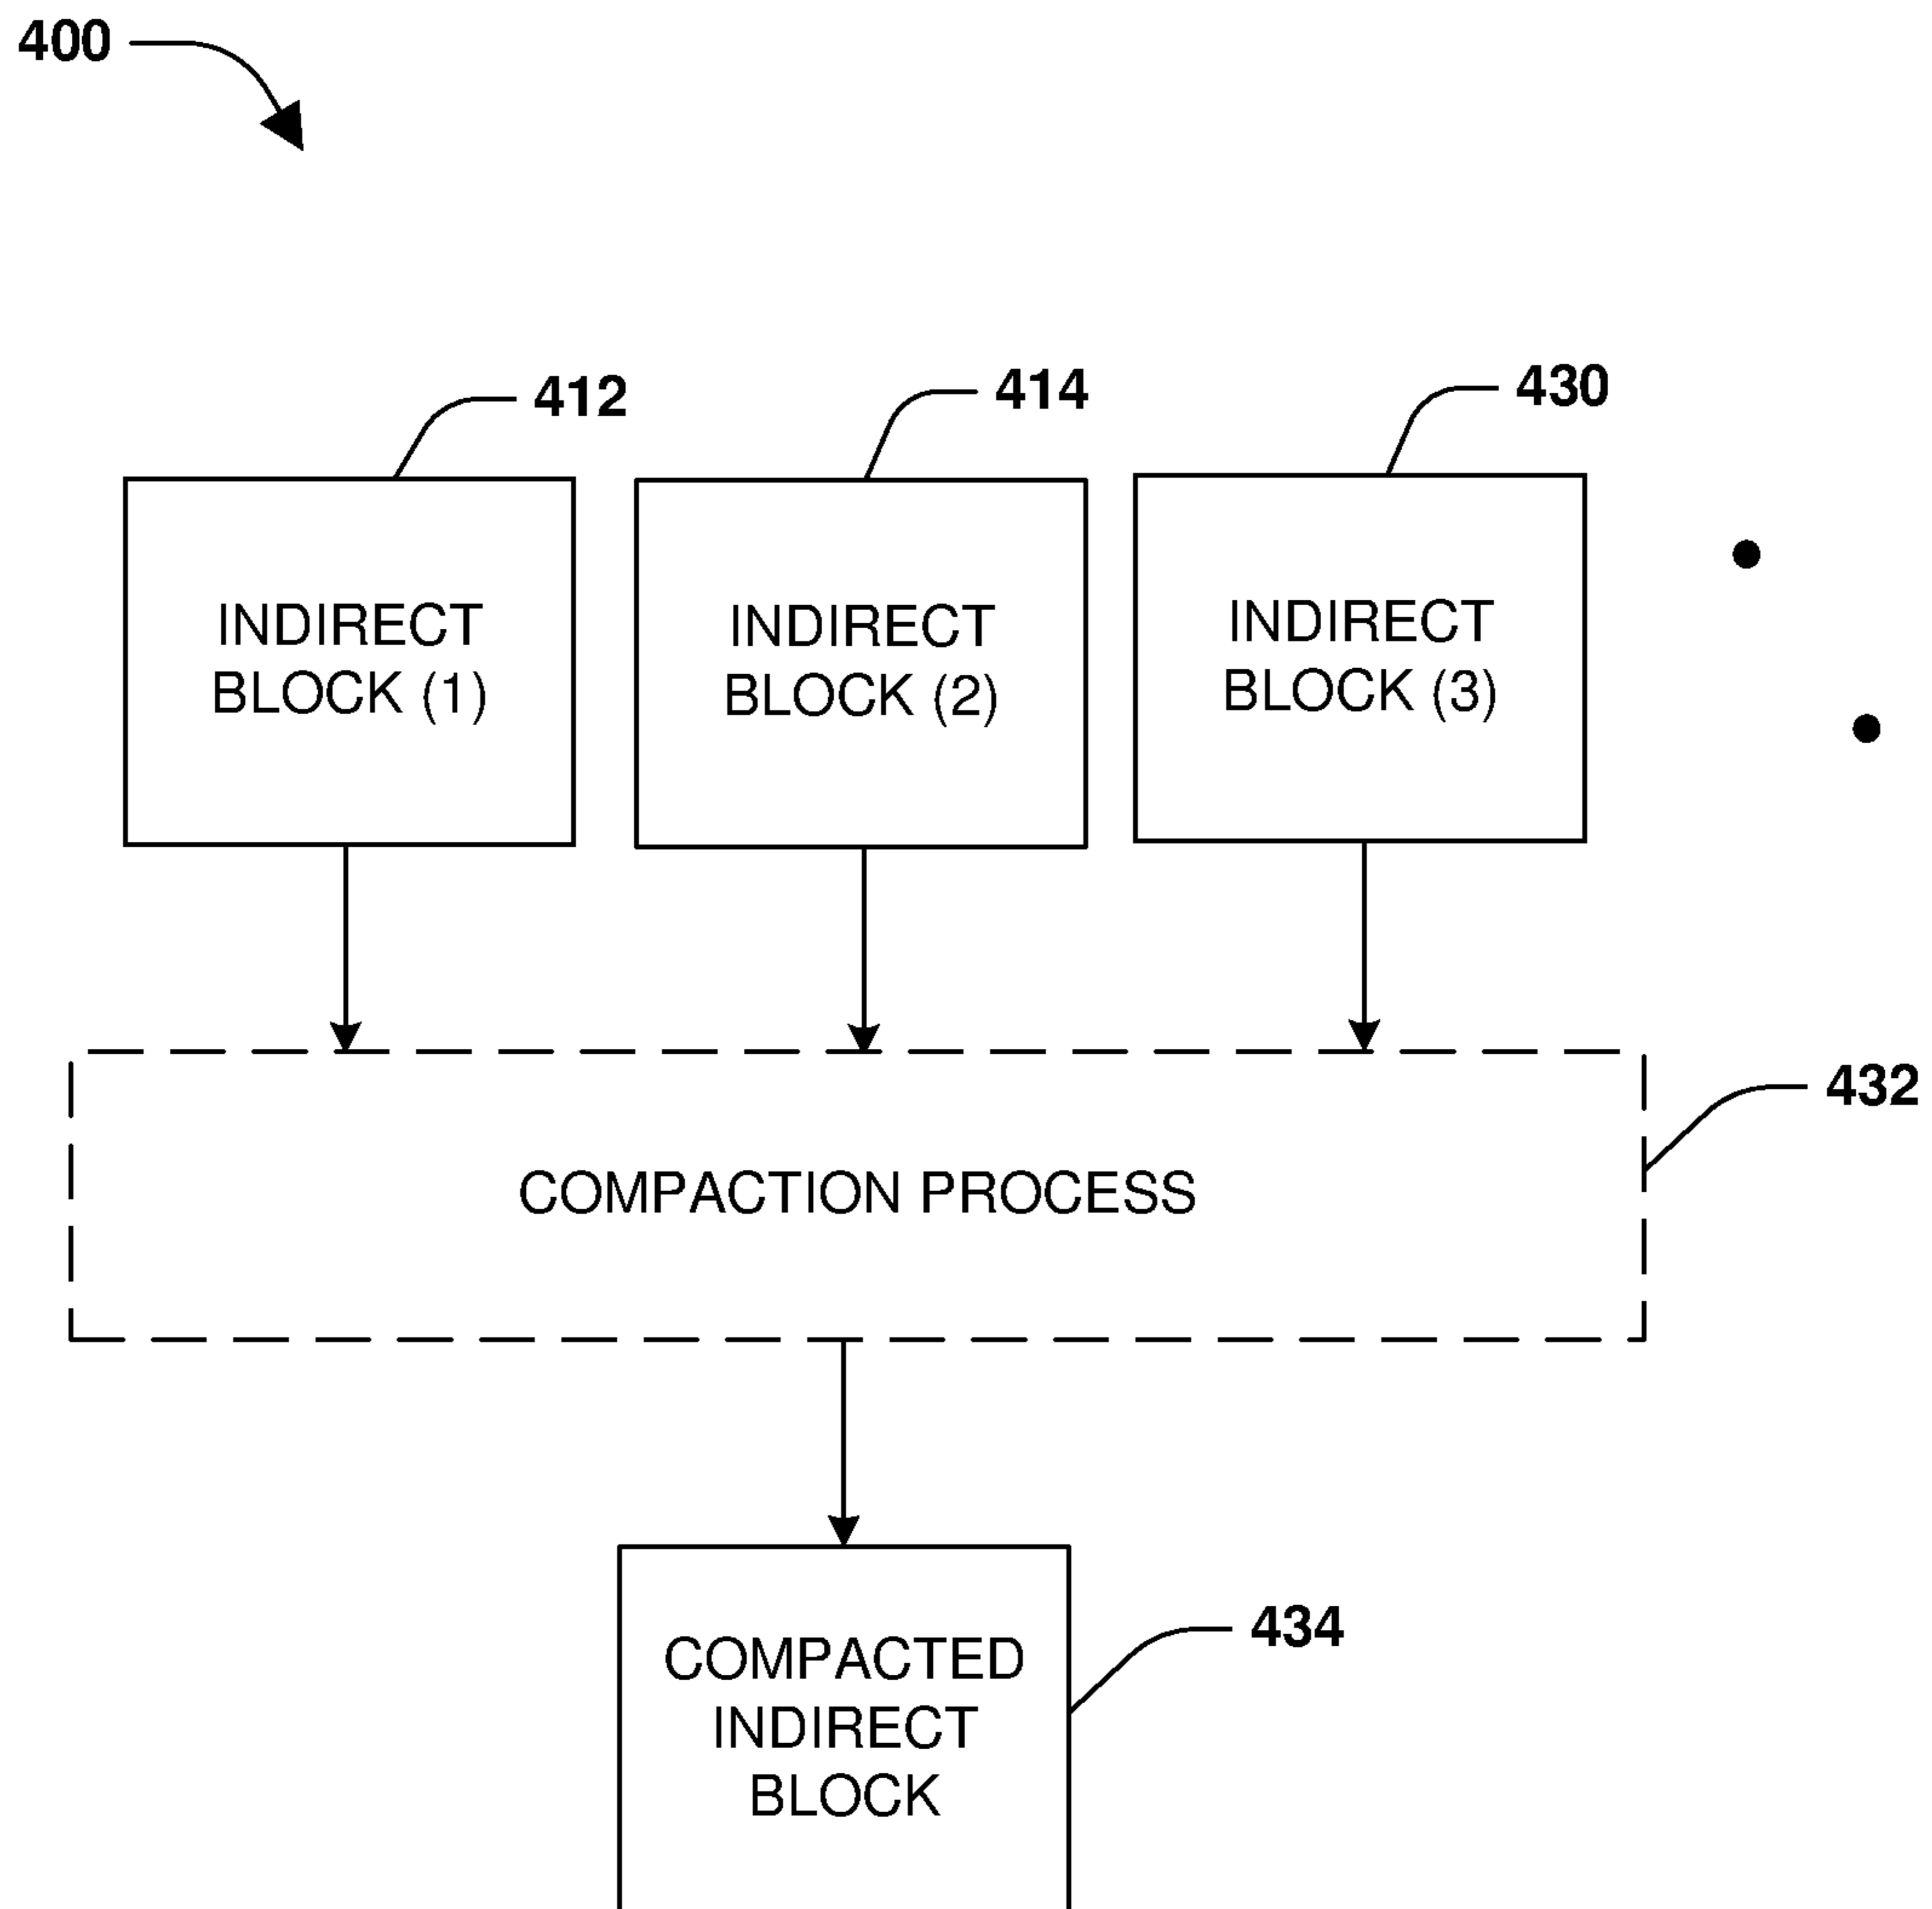 400
412
414
430
INDIRECT
BLOCK (1)
INDIRECT
BLOCK (2)
INDIRECT
BLOCK (3)
432
COMPACTION PROCESS
434
COMPACTED
INDIRECT
BLOCK